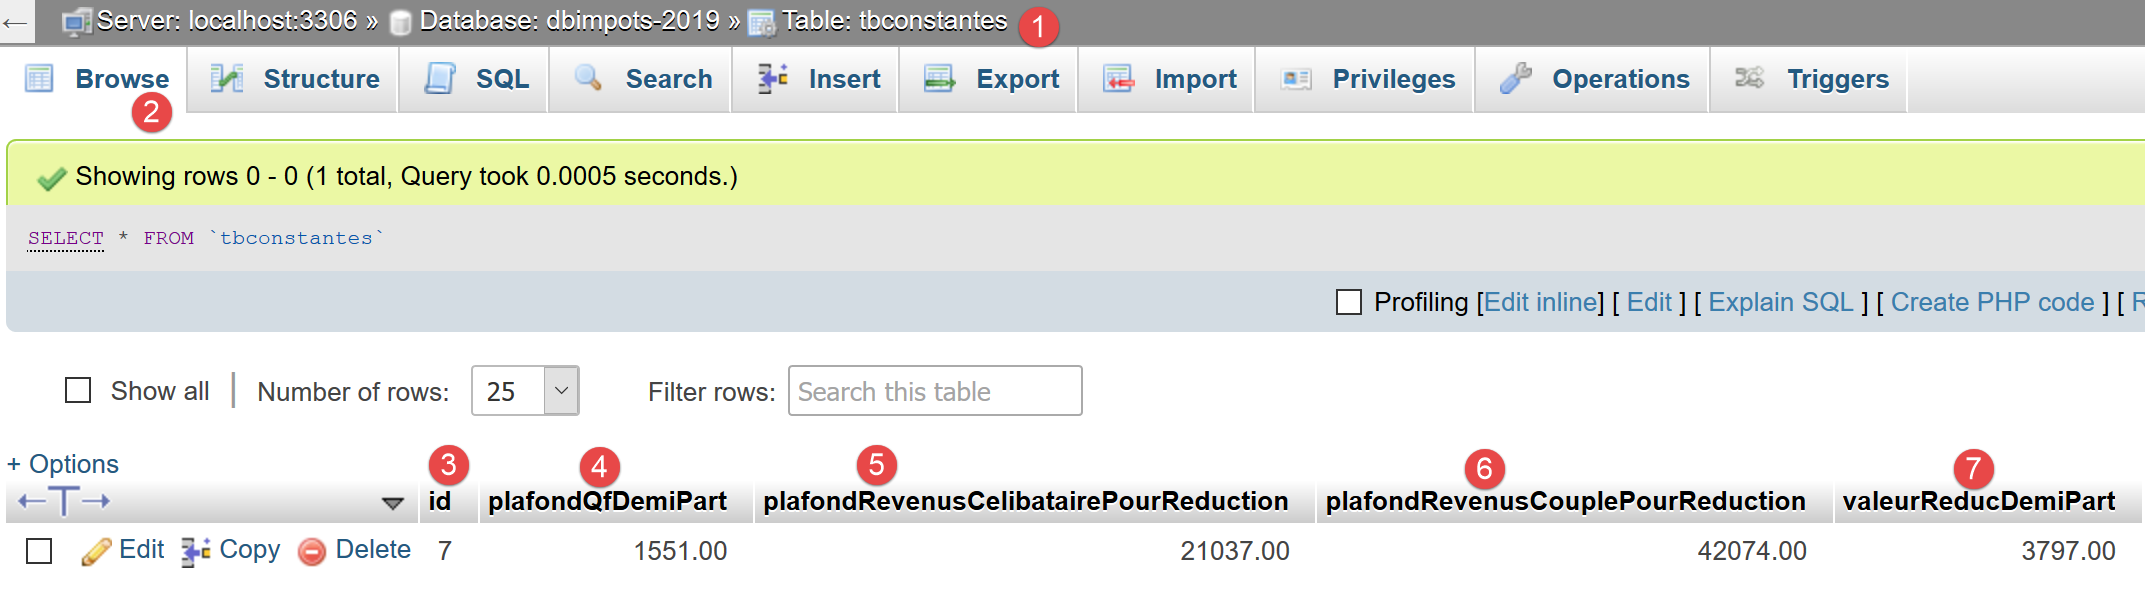 ← Server: localhost:3306 » Database: dbimpots-2019 » Table: tbconstantes 1
Browse Structure SQL Search Insert Export Import Privileges Operations Triggers
2
Showing rows 0 - 0 (1 total, Query took 0.0005 seconds.)
SELECT * FROM `tbconstantes`
Profiling [Edit inline] [ Edit ] [ Explain SQL ] [ Create PHP code ] [ R
Show all Number of rows: 25 Filter rows: Search this table
+ Options 3 4 5 6 7
←T→ id plafondQfDemiPart plafondRevenusCelibatairePourReduction plafondRevenusCouplePourReduction valeurReducDemiPart
Edit Copy Delete 7 1551.00 21037.00 42074.00 3797.00